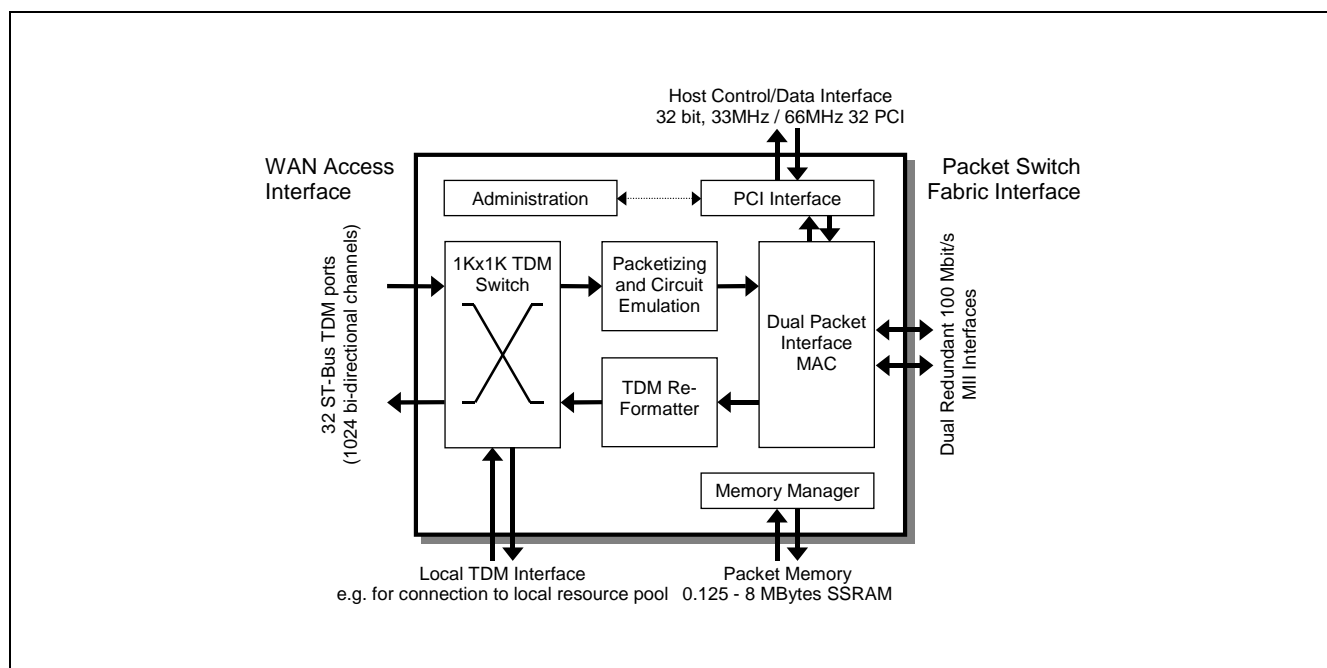 Host Control/Data Interface
32 bit, 33MHz / 66MHz 32 PCI
WAN Access
Interface
Packet Switch
Fabric Interface
Administration
PCI Interface
32 ST-Bus TDM ports
(1024 bi-directional channels)
1Kx1K TDM
Switch
Packetizing
and Circuit
Emulation
Dual Packet
Interface
MAC
TDM Re-
Formatter
Dual Redundant 100 Mbit/s
MII Interfaces
Memory Manager
Local TDM Interface
e.g. for connection to local resource pool
Packet Memory
0.125 - 8 MBytes SSRAM